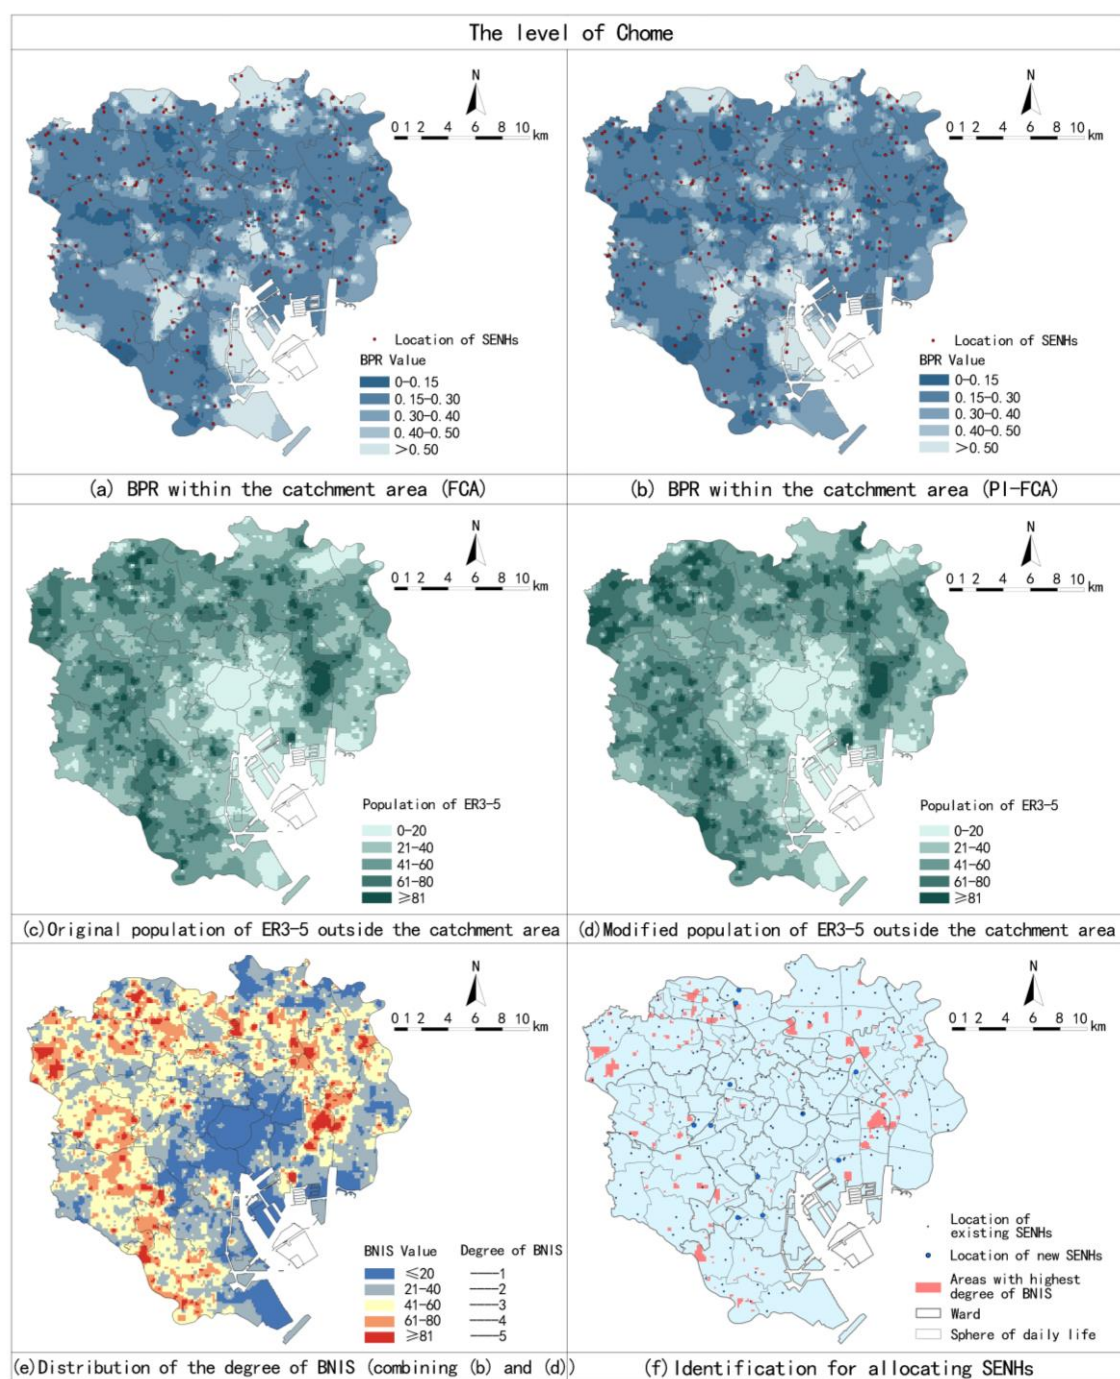 The level of Chome
N
0 1 2 4 6 8 10 km
Location of SENHs
BPR Value
0-0.15
0.15-0.30
0.30-0.40
0.40-0.50
>0.50
(a) BPR within the catchment area (FCA)
N
0 1 2 4 6 8 10 km
Location of SENHs
BPR Value
0-0.15
0.15-0.30
0.30-0.40
0.40-0.50
>0.50
(b) BPR within the catchment area (PI-FCA)
N
0 1 2 4 6 8 10 km
Population of ER3-5
0-20
21-40
41-60
61-80
≥81
(c)Original population of ER3-5 outside the catchment area
N
0 1 2 4 6 8 10 km
Population of ER3-5
0-20
21-40
41-60
61-80
≥81
(d)Modified population of ER3-5 outside the catchment area
N
0 1 2 4 6 8 10 km
BNIS Value Degree of BNIS
≤20 ——1
21-40 ——2
41-60 ——3
61-80 ——4
≥81 ——5
(e)Distribution of the degree of BNIS (combining (b) and (d))
N
0 1 2 4 6 8 10 km
Location of
existing SENHs
Location of new SENHs
Areas with highest
degree of BNIS
Ward
Sphere of daily life
(f)Identification for allocating SENHs